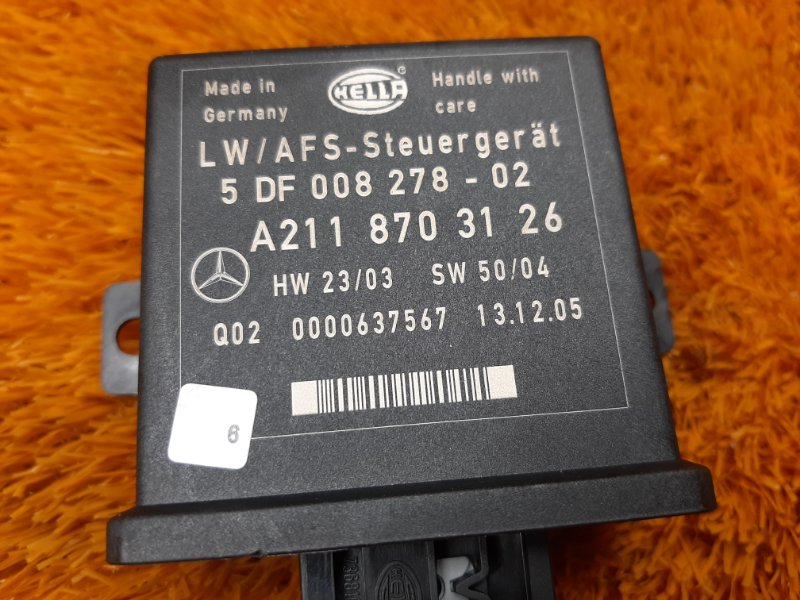 Made in
Germany
HELLA
®
Handle with
care
LW/AFS-Steuergerät
5 DF 008 278 - 02
A211 870 31 26
HW 23/03 SW 50/04
Q02 0000637567 13.12.05
6